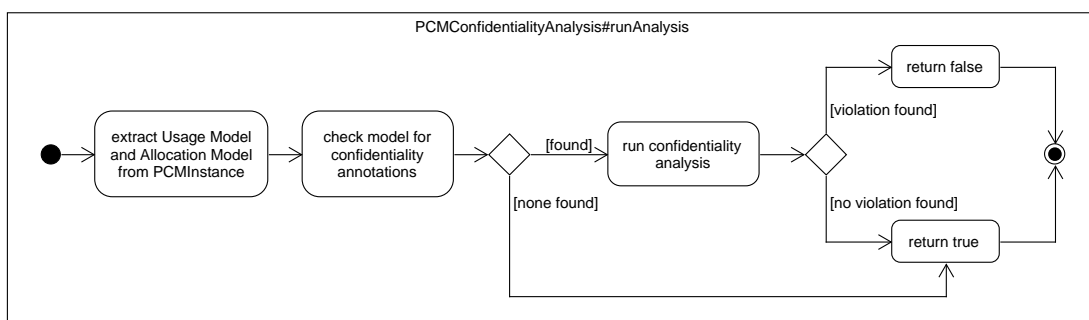 PCMConfidentialityAnalysis#runAnalysis
extract Usage Model
and Allocation Model
from PCMInstance
check model for
confidentiality
annotations
[found]
[none found]
run confidentiality
analysis
[violation found]
return false
[no violation found]
return true